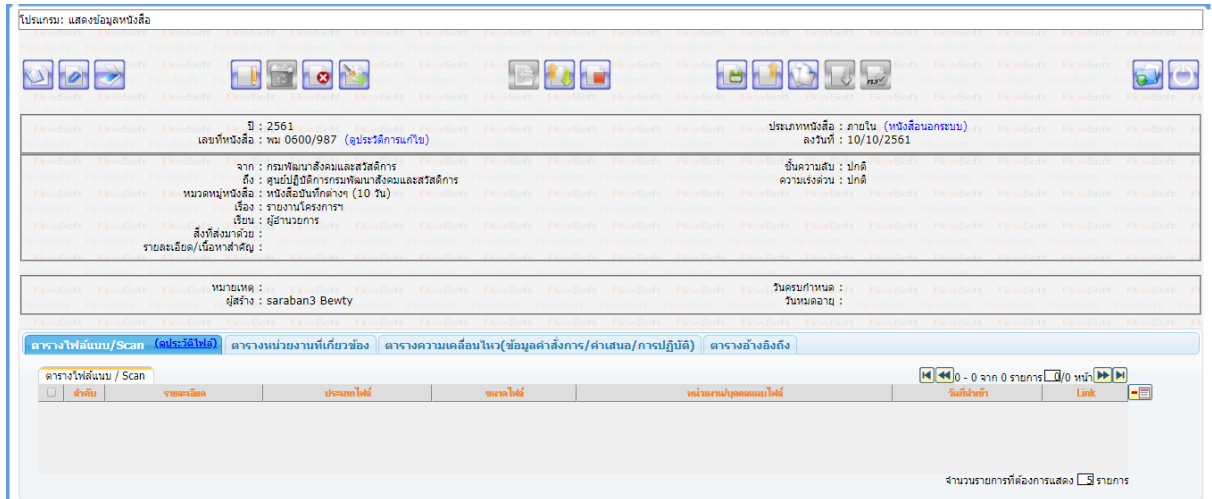 โปรแกรม: แสดงข้อมูลหนังสือ
ปี : 2561
ประเภทหนังสือ : ภายใน (หนังสือนอกระบบ)
เลขที่หนังสือ : พม 0600/987 (ดูประวัติการแก้ไข)
ลงวันที่ : 10/10/2561
จาก : กรมพัฒนาสังคมและสวัสดิการ
ชั้นความลับ : ปกติ
ถึง : ศูนย์ปฏิบัติการกรมพัฒนาสังคมและสวัสดิการ
ความเร่งด่วน : ปกติ
หมวดหมู่หนังสือ : หนังสือบันทึกต่างๆ (10 วัน)
เรื่อง : รายงานโครงการฯ
เรียน : ผู้อำนวยการ
สิ่งที่ส่งมาด้วย :
รายละเอียด/เนื้อหาสำคัญ :
หมายเหตุ :
วันครบกำหนด :
ผู้สร้าง : saraban3 Bewty
วันหมดอายุ :
ตารางไฟล์แนบ/Scan (ดูประวัติไฟล์) ตารางหน่วยงานที่เกี่ยวข้อง ตารางความเคลื่อนไหว(ข้อมูลคำสั่งการ/คำเสนอ/การปฏิบัติ) ตารางอ้างอิงถึง
ตารางไฟล์แนบ / Scan
0 - 0 จาก 0 รายการ 0/0 หน้า
ลำดับ รายละเอียด ประเภทไฟล์ ขนาดไฟล์ หน่วยงาน/บุคคลแนบไฟล์ วันที่นำเข้า Link
จำนวนรายการที่ต้องการแสดง 5 รายการ